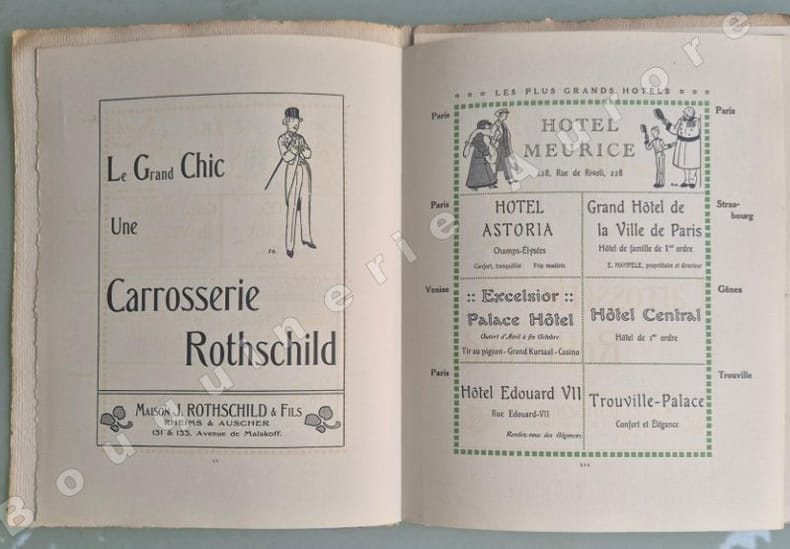 Le Grand Chic
Une
Carrosserie
Rothschild
Maison J. ROTHSCHILD & FILS
RHEIMS & AUSCHER
131 & 133, Avenue de Malakoff.
LES PLUS GRANDS HOTELS
Paris
Paris
HOTEL
MEURICE
228, Rue de Rivoli, 228
Paris
HOTEL
ASTORIA
Champs-Élysées
Confort, tranquillité Prix modérés
Grand Hôtel de
la Ville de Paris
Hôtel de famille de 1er ordre
E. HAMPELE, propriétaire et directeur
Stras-
bourg
Venise
:: Excelsior ::
Palace Hôtel
Ouvert d'Avril à fin Octobre
Tir au pigeon - Grand Kursaal - Casino
Hôtel Central
Hôtel de 1er ordre
Gênes
Paris
Hôtel Edouard VII
Rue Edouard-VII
Rendez-vous des élégances
Trouville-Palace
Confort et Élégance
Trouville
Bouquinerie Aurore